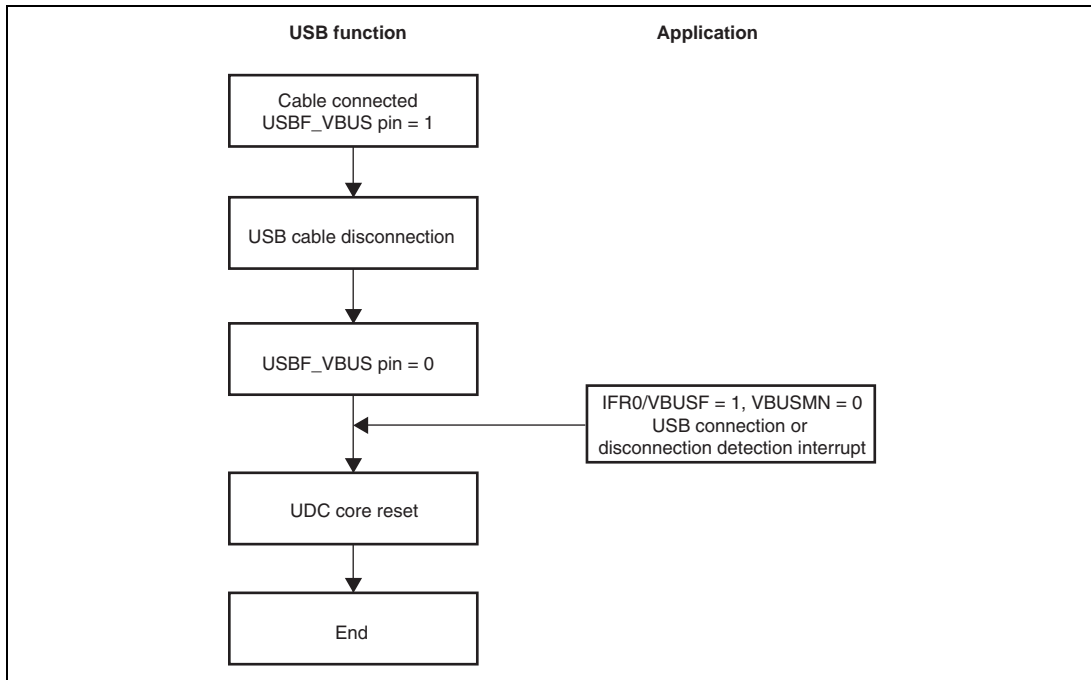 USB function
Application
Cable connected
USBF_VBUS pin = 1
USB cable disconnection
USBF_VBUS pin = 0
IFR0/VBUSF = 1, VBUSMN = 0
USB connection or
disconnection detection interrupt
UDC core reset
End